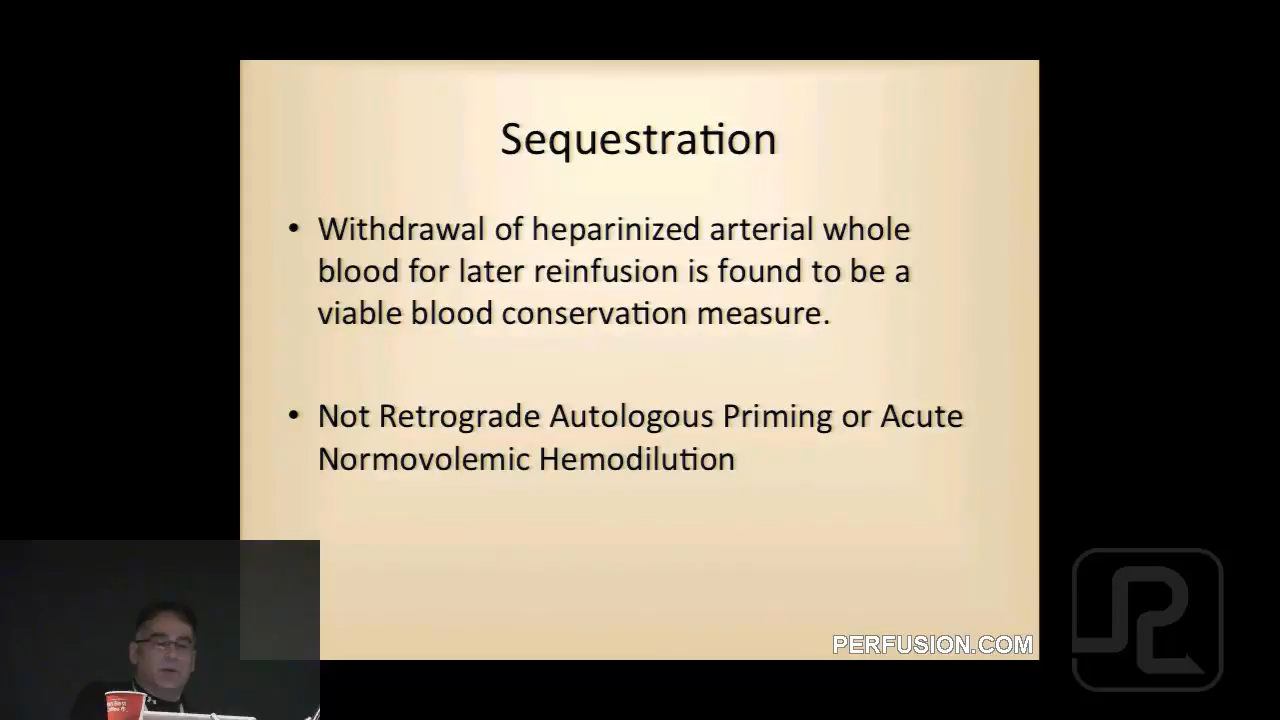 Sequestration
• Withdrawal of heparinized arterial whole
blood for later reinfusion is found to be a
viable blood conservation measure.
• Not Retrograde Autologous Priming or Acute
Normovolemic Hemodilution
PERFUSION.COM